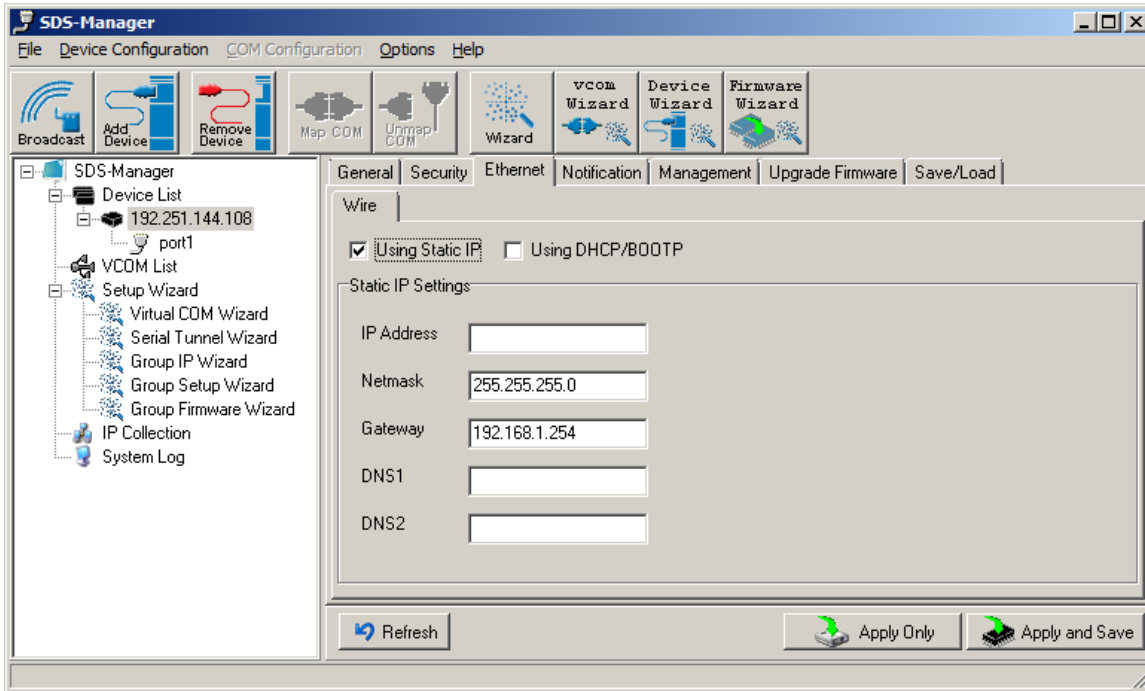 SDS-Manager
File Device Configuration COM Configuration Options Help
Broadcast
Add Device
Remove Device
Map COM
Unmap COM
Wizard
vcom Wizard
Device Wizard
Firmware Wizard
SDS-Manager
Device List
192.251.144.108
port1
VCOM List
Setup Wizard
Virtual COM Wizard
Serial Tunnel Wizard
Group IP Wizard
Group Setup Wizard
Group Firmware Wizard
IP Collection
System Log
General Security Ethernet Notification Management Upgrade Firmware Save/Load
Wire
Using Static IP Using DHCP/BOOTP
Static IP Settings
IP Address
Netmask 255.255.255.0
Gateway 192.168.1.254
DNS1
DNS2
Refresh Apply Only Apply and Save